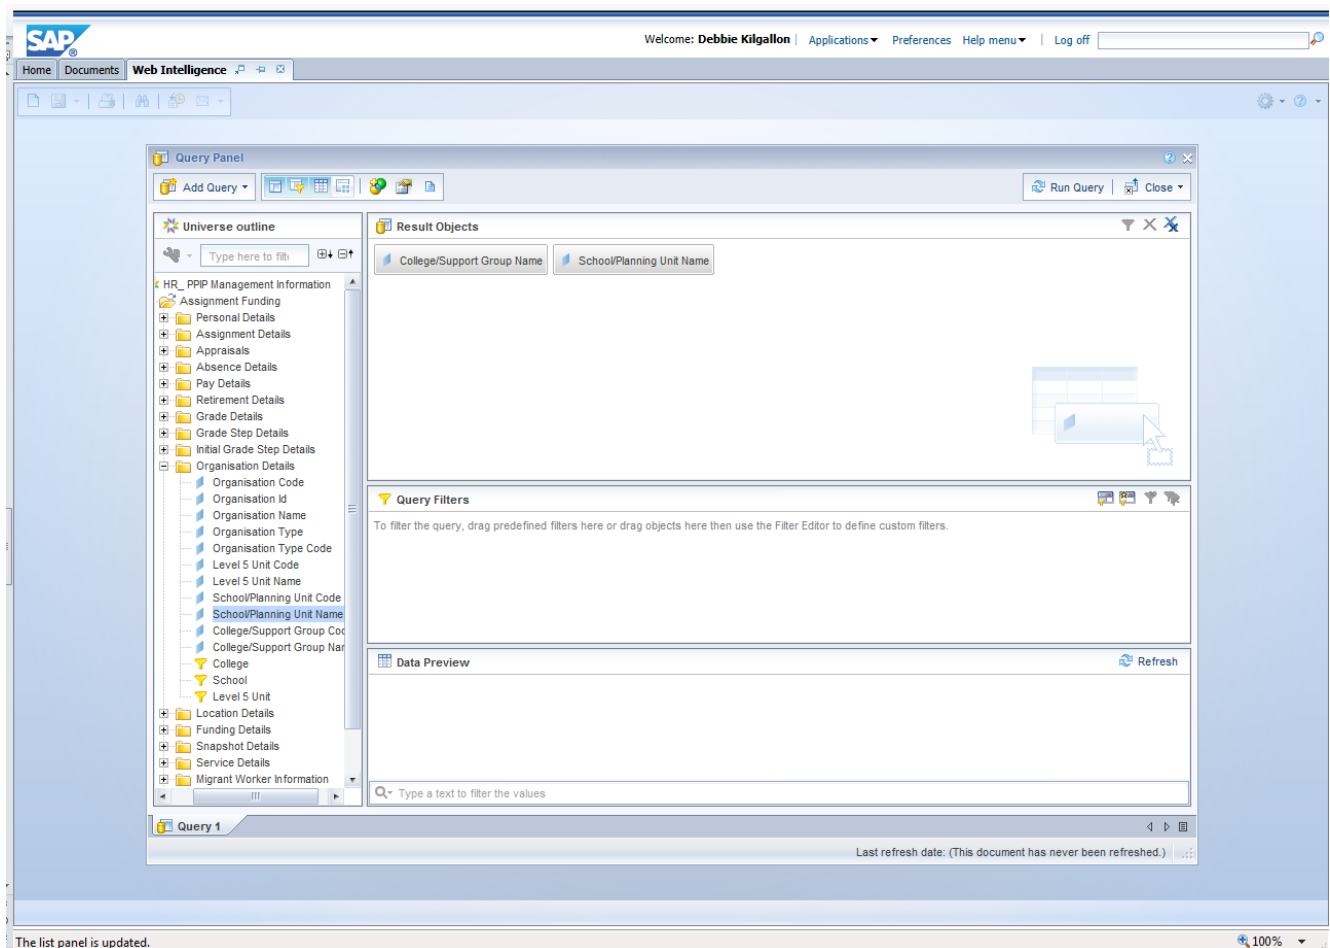 SAP
Welcome: Debbie Kilgallon | Applications Preferences Help menu | Log off
Home Documents Web Intelligence
Query Panel
Add Query
Run Query
Close
Universe outline
Type here to filt
HR_ PPIP Management Information
Assignment Funding
Personal Details
Assignment Details
Appraisals
Absence Details
Pay Details
Retirement Details
Grade Details
Grade Step Details
Initial Grade Step Details
Organisation Details
Organisation Code
Organisation Id
Organisation Name
Organisation Type
Organisation Type Code
Level 5 Unit Code
Level 5 Unit Name
School/Planning Unit Code
School/Planning Unit Name
College/Support Group Coc
College/Support Group Nar
College
School
Level 5 Unit
Location Details
Funding Details
Snapshot Details
Service Details
Migrant Worker Information
Result Objects
College/Support Group Name
School/Planning Unit Name
Query Filters
To filter the query, drag predefined filters here or drag objects here then use the Filter Editor to define custom filters.
Data Preview
Refresh
Type a text to filter the values
Query 1
Last refresh date: (This document has never been refreshed.)
The list panel is updated.
100%